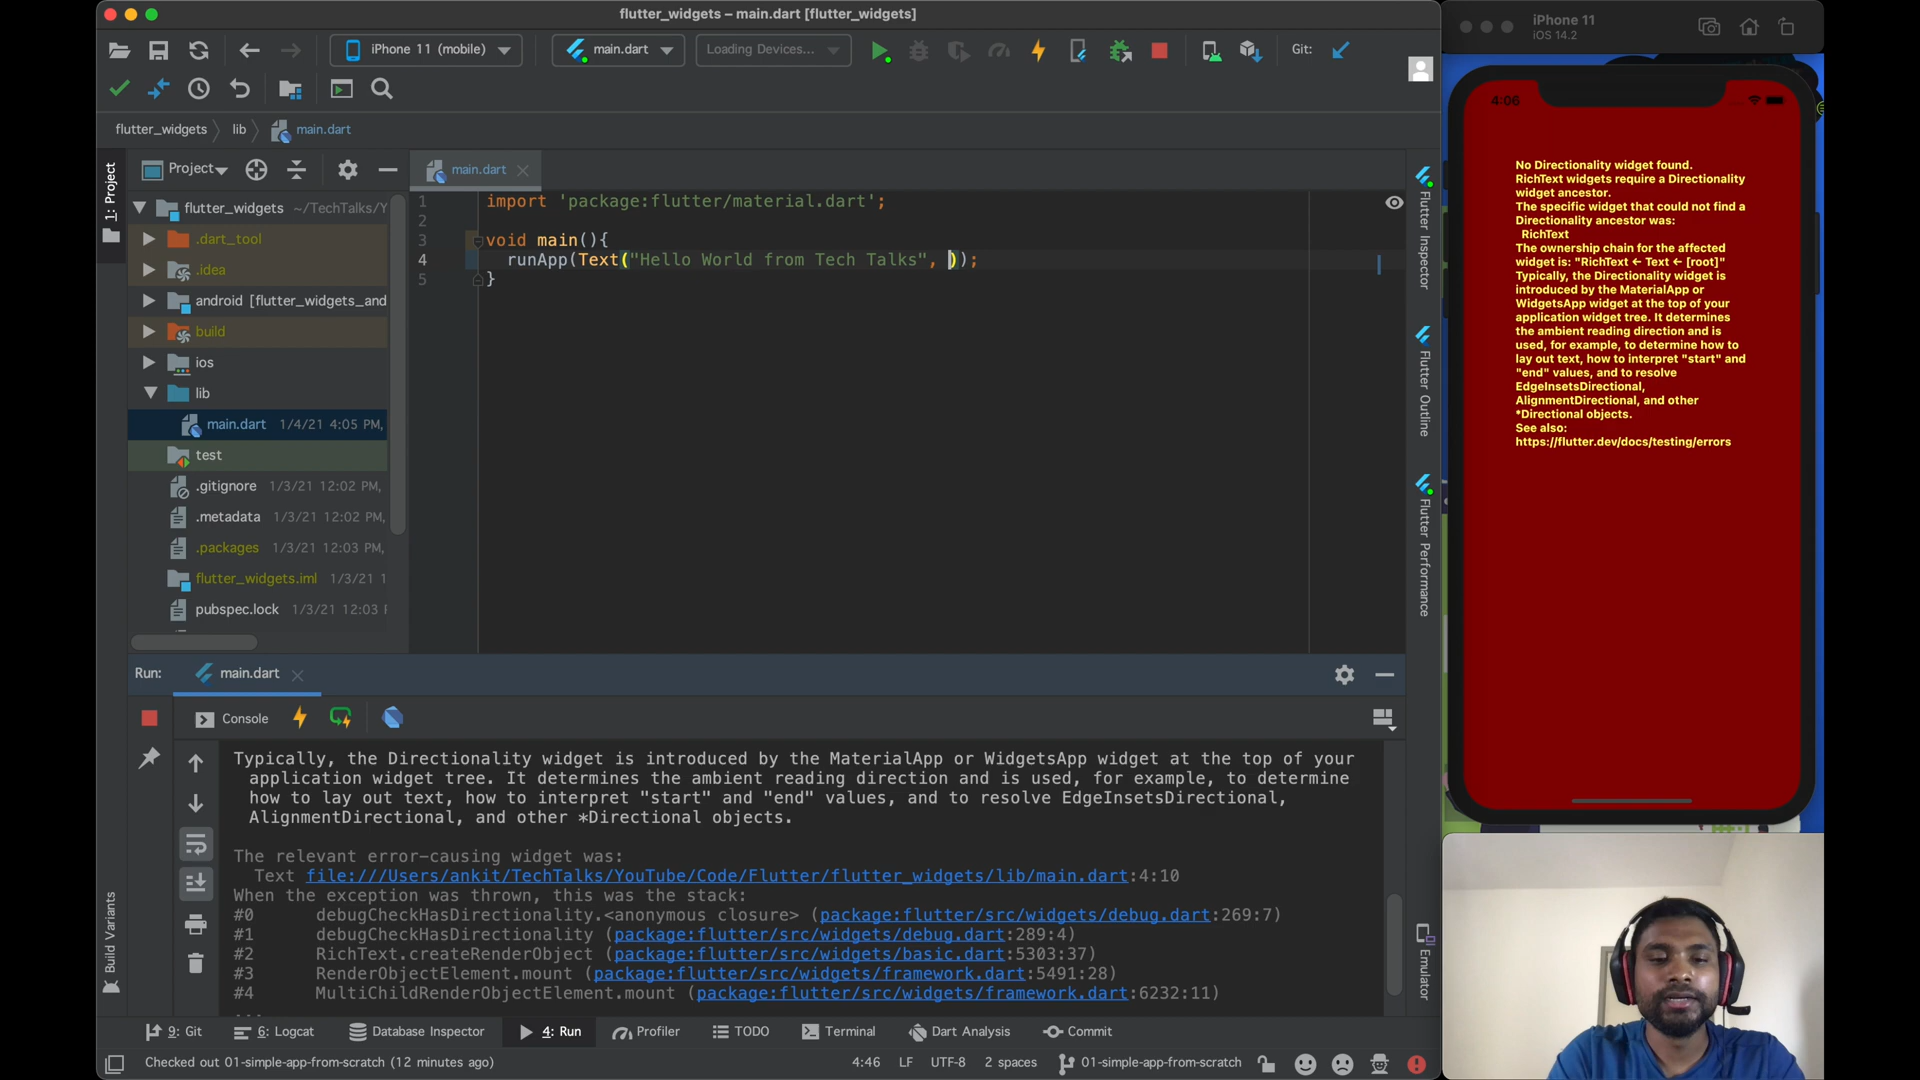 flutter_widgets – main.dart [flutter_widgets]
iPhone 11 (mobile)
main.dart
Loading Devices...
Git:
flutter_widgets
lib
main.dart
1: Project
Project
main.dart
flutter_widgets ~/TechTalks/Y
.dart_tool
.idea
android [flutter_widgets_and
build
ios
lib
main.dart 1/4/21 4:05 PM,
test
.gitignore 1/3/21 12:02 PM,
.metadata 1/3/21 12:02 PM,
.packages 1/3/21 12:03 PM,
flutter_widgets.iml 1/3/21 1
pubspec.lock 1/3/21 12:03
1 import 'package:flutter/material.dart';
2
3 void main(){
4 runApp(Text("Hello World from Tech Talks", ));
5 }
Flutter Inspector
Flutter Outline
Flutter Performance
Emulator
Build Variants
Run: main.dart
Console
Typically, the Directionality widget is introduced by the MaterialApp or WidgetsApp widget at the top of your
application widget tree. It determines the ambient reading direction and is used, for example, to determine
how to lay out text, how to interpret "start" and "end" values, and to resolve EdgeInsetsDirectional,
AlignmentDirectional, and other *Directional objects.
The relevant error-causing widget was:
Text file:///Users/ankit/TechTalks/YouTube/Code/Flutter/flutter_widgets/lib/main.dart:4:10
When the exception was thrown, this was the stack:
#0 debugCheckHasDirectionality.<anonymous closure> (package:flutter/src/widgets/debug.dart:269:7)
#1 debugCheckHasDirectionality (package:flutter/src/widgets/debug.dart:289:4)
#2 RichText.createRenderObject (package:flutter/src/widgets/basic.dart:5303:37)
#3 RenderObjectElement.mount (package:flutter/src/widgets/framework.dart:5491:28)
#4 MultiChildRenderObjectElement.mount (package:flutter/src/widgets/framework.dart:6232:11)
...
9: Git
6: Logcat
Database Inspector
4: Run
Profiler
TODO
Terminal
Dart Analysis
Commit
Checked out 01-simple-app-from-scratch (12 minutes ago)
4:46
LF
UTF-8
2 spaces
01-simple-app-from-scratch
iPhone 11
iOS 14.2
4:06
No Directionality widget found.
RichText widgets require a Directionality
widget ancestor.
The specific widget that could not find a
Directionality ancestor was:
RichText
The ownership chain for the affected
widget is: "RichText ← Text ← [root]"
Typically, the Directionality widget is
introduced by the MaterialApp or
WidgetsApp widget at the top of your
application widget tree. It determines
the ambient reading direction and is
used, for example, to determine how to
lay out text, how to interpret "start" and
"end" values, and to resolve
EdgeInsetsDirectional,
AlignmentDirectional, and other
*Directional objects.
See also:
https://flutter.dev/docs/testing/errors